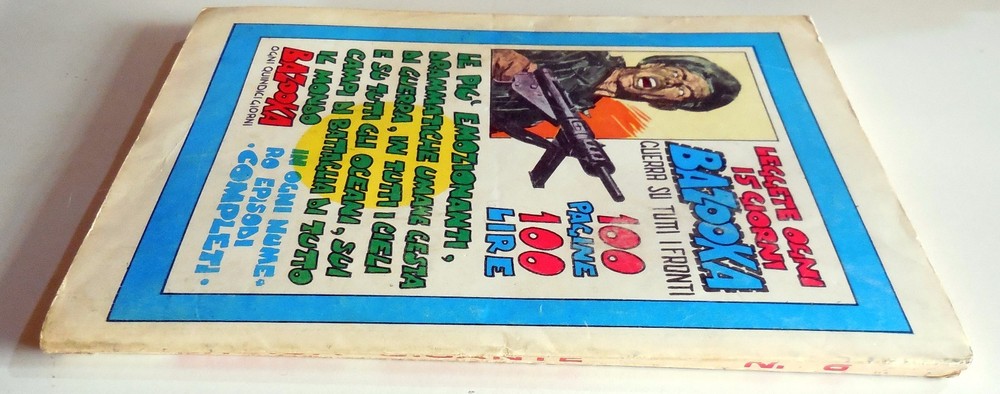 LEGGETE OGNI
15 GIORNI
BAZOOKA
GUERRA SU TUTTI I FRONTI
100
PAGINE
100
LIRE
LE PIU' EMOZIONANTI,
DRAMMATICHE UMANE GESTA
DI GUERRA, IN TUTTI I CIELI
E SU TUTTI GLI OCEANI, SUI
CAMPI DI BATTAGLIA DI TUTTO
IL MONDO
IN OGNI NUME-
RO EPISODI
"COMPLETI".
BAZOOKA
OGNI QUINDICI GIORNI